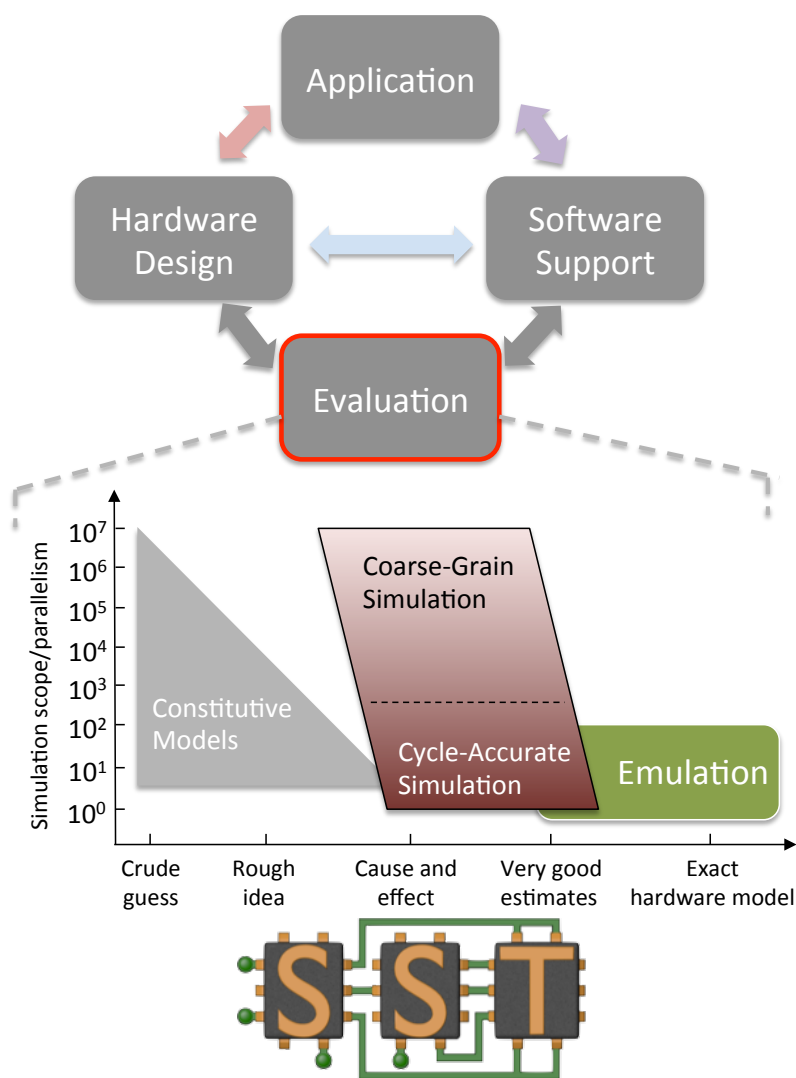 Application
Hardware
Design
Software
Support
Evaluation
Simulation scope/parallelism
10⁷
10⁶
10⁵
10⁴
10³
10²
10¹
10⁰
Coarse-Grain
Simulation
Constitutive
Models
Cycle-Accurate
Simulation
Emulation
Crude
guess
Rough
idea
Cause and
effect
Very good
estimates
Exact
hardware model
SST